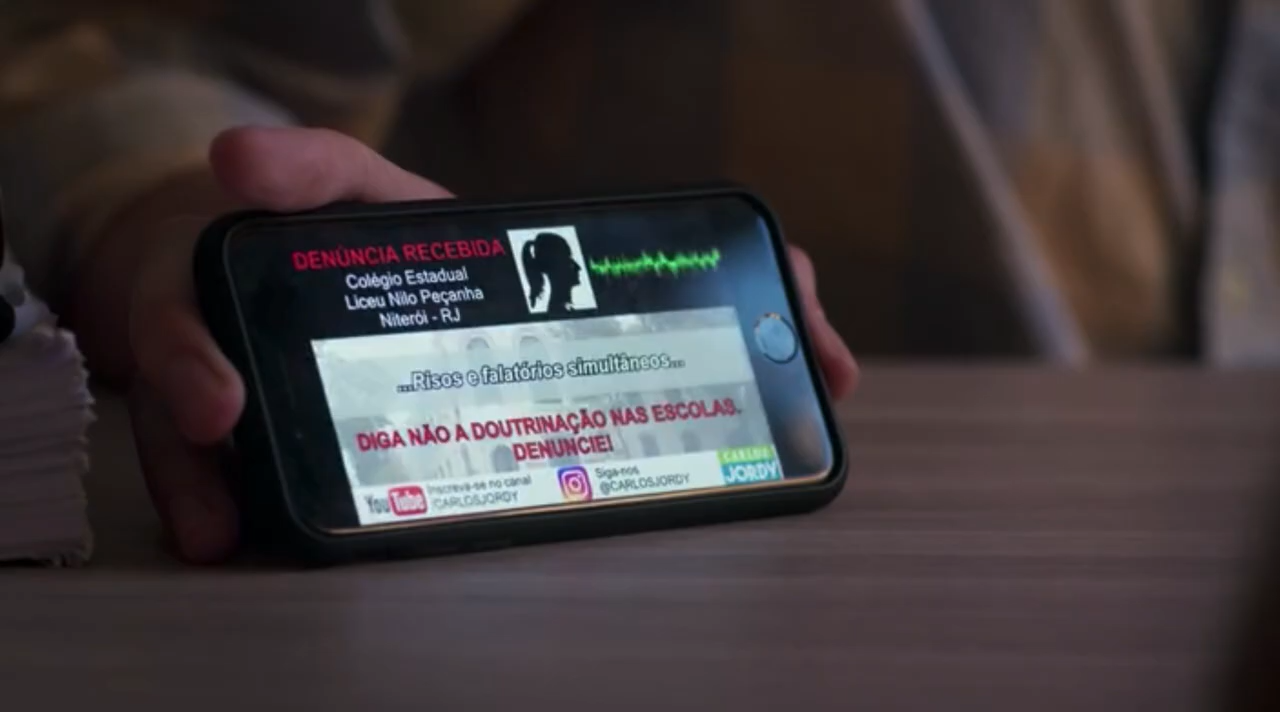 DENÚNCIA RECEBIDA
Colégio Estadual
Liceu Nilo Peçanha
Niterói - RJ
...Risos e falatórios simultâneos...
DIGA NÃO A DOUTRINAÇÃO NAS ESCOLAS.
DENUNCIE!
YouTube Inscreva-se no canal
/CARLOSJORDY
Siga-nos
@CARLOSJORDY
CARLOS
JORDY